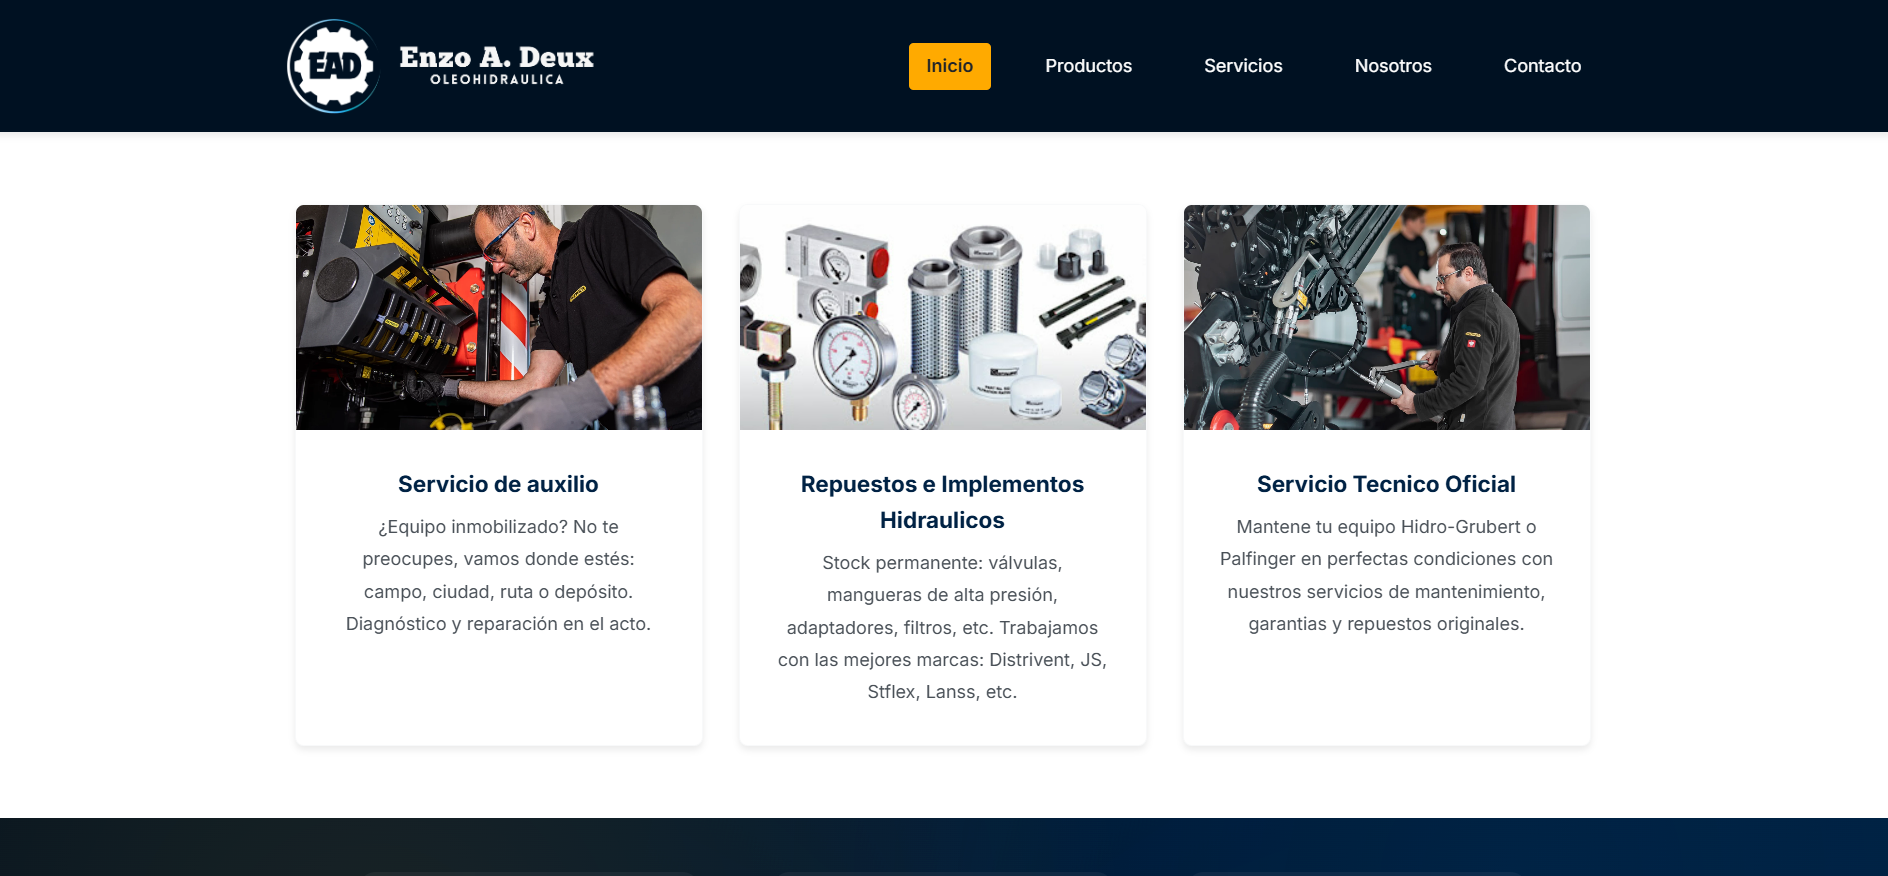 EAD
Enzo A. Deux
OLEOHIDRAULICA
Inicio
Productos
Servicios
Nosotros
Contacto
Servicio de auxilio
¿Equipo inmobilizado? No te
preocupes, vamos donde estés:
campo, ciudad, ruta o depósito.
Diagnóstico y reparación en el acto.
Repuestos e Implementos
Hidraulicos
Stock permanente: válvulas,
mangueras de alta presión,
adaptadores, filtros, etc. Trabajamos
con las mejores marcas: Distrivent, JS,
Stflex, Lanss, etc.
Servicio Tecnico Oficial
Mantene tu equipo Hidro-Grubert o
Palfinger en perfectas condiciones con
nuestros servicios de mantenimiento,
garantias y repuestos originales.